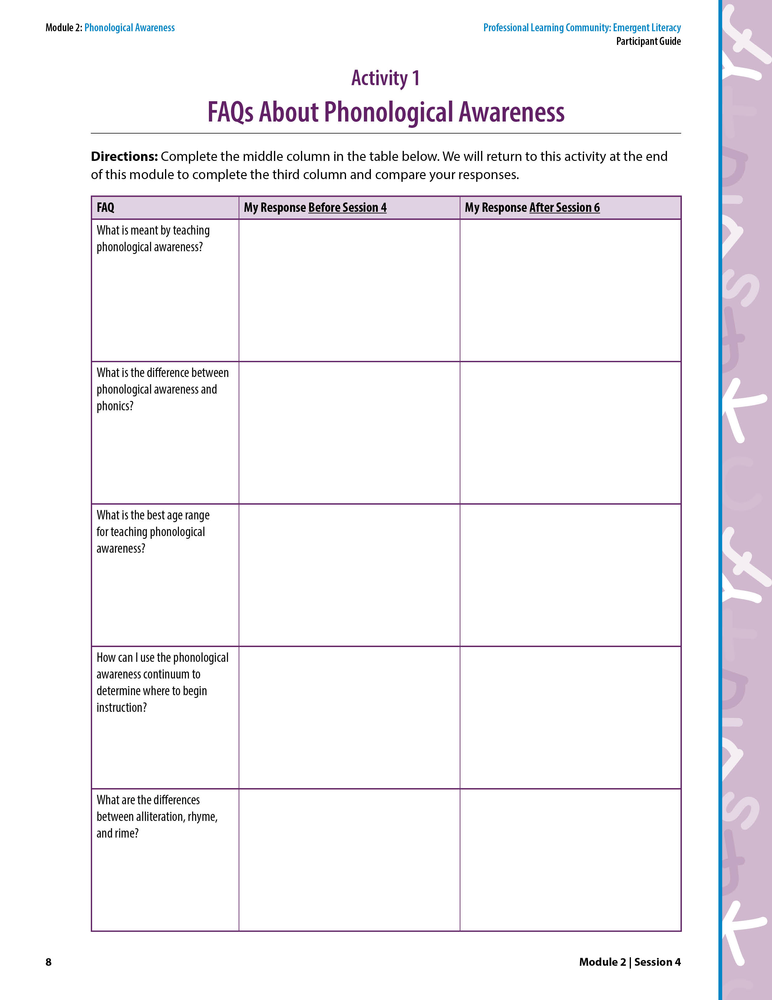 Module 2: Phonological Awareness
Professional Learning Community: Emergent Literacy
Participant Guide
Activity 1
FAQs About Phonological Awareness
Directions: Complete the middle column in the table below. We will return to this activity at the end
of this module to complete the third column and compare your responses.
FAQ
My Response Before Session 4
My Response After Session 6
What is meant by teaching
phonological awareness?
What is the difference between
phonological awareness and
phonics?
What is the best age range
for teaching phonological
awareness?
How can I use the phonological
awareness continuum to
determine where to begin
instruction?
What are the differences
between alliteration, rhyme,
and rime?
8
Module 2 | Session 4